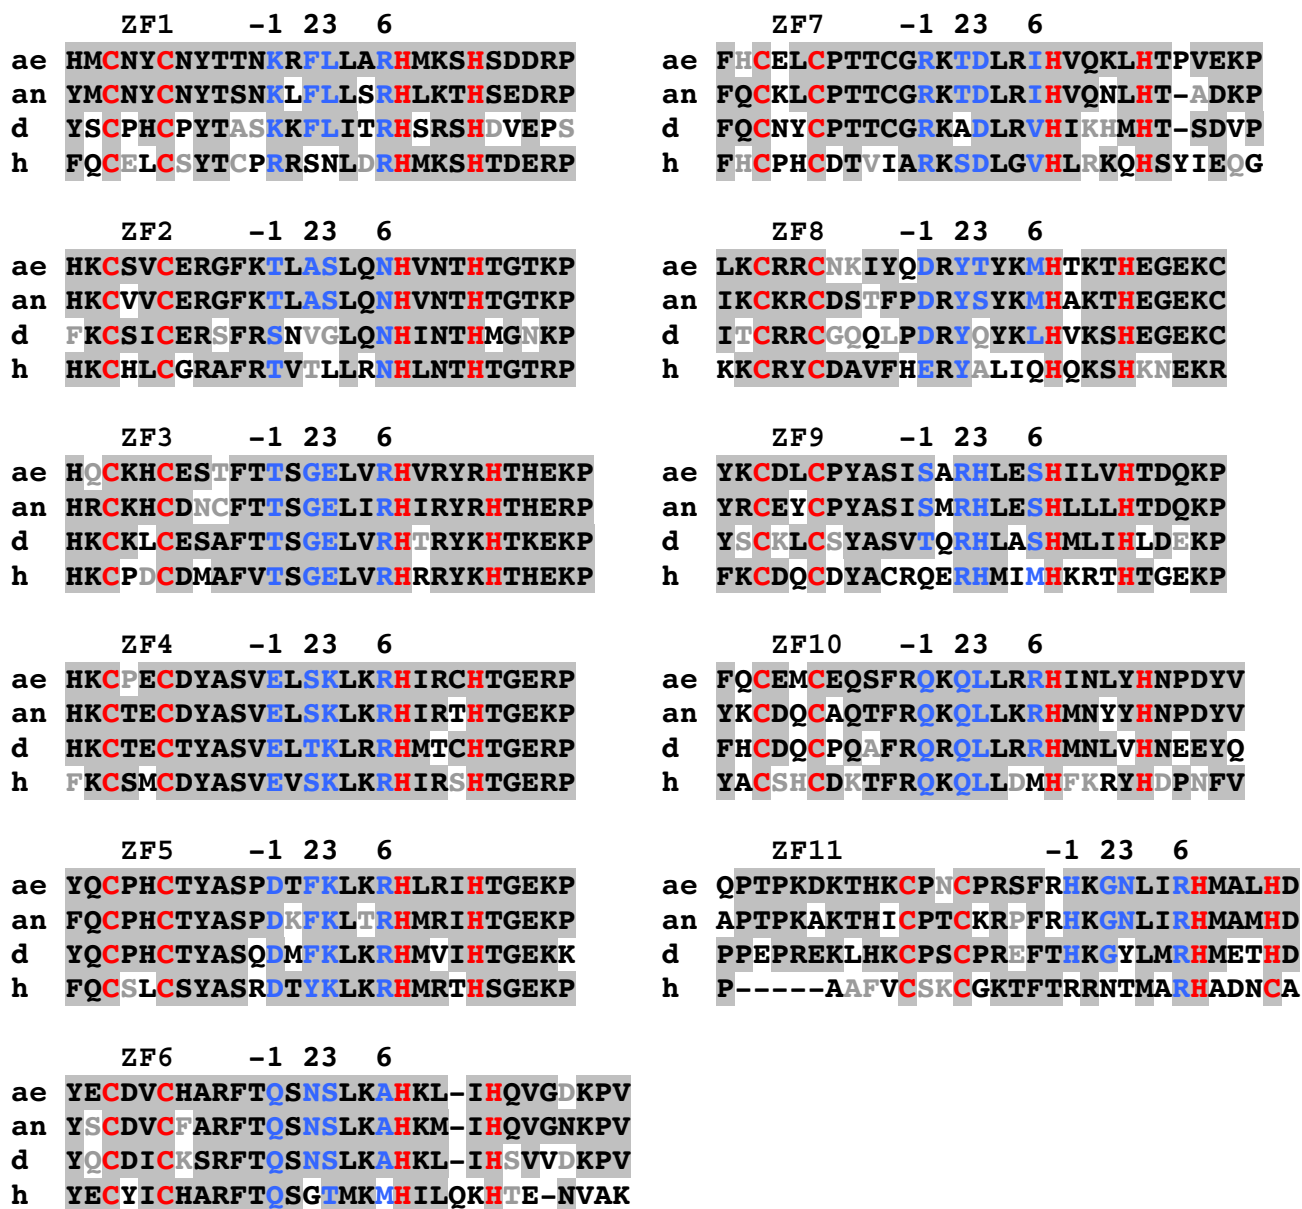 ZF1 -1 23 6
ae HMCNYCNYTTNKRFLLARHMKSHSDDRP
an YMCNYCNYTSNKLFLLSRHLKTHSEDRP
d YSCPHCPYTASKKFLITRHSRSHDVEPS
h FQCELCSYTCPRRSNLDRHMKSHTDERP
ZF2 -1 23 6
ae HKCSVCERGFKTLASLQNHVNTHTGTKP
an HKCVVCERGFKTLASLQNHVNTHTGTKP
d FKCSICERSFRSNVGLQNHINTHMGNKP
h HKCHLCGRAFRTVTLLRNHLNTHTGTRP
ZF3 -1 23 6
ae HQCKHCESTFTTSGELVRHVRYRHTHEKP
an HRCKHCDNCFTTSGELIRHIRYRHTHERP
d HKCKLCESAFTTSGELVRHTRYKHTKEKP
h HKCPDCDMAFVTSGELVRHRRYKHTHEKP
ZF4 -1 23 6
ae HKCPECDYASVELSKLKRHIRCHTGERP
an HKCTECDYASVELSKLKRHIRTHTGEKP
d HKCTECTYASVELTKLRRHMTCHTGERP
h FKCSMCDYASVEVSKLKRHIRSHTGERP
ZF5 -1 23 6
ae YQCPHCTYASPDTFKLKRHLRIHTGEKP
an FQCPHCTYASPDKFKLTRHMRIHTGEKP
d YQCPHCTYASQDMFKLKRHMVIHTGEKK
h FQCSLCSYASRDTYKLKRHMRTHSGEKP
ZF6 -1 23 6
ae YECDVCHARFTQSNSLKAHKL-IHQVGDKPV
an YSCDVCFARFTQSNSLKAHKM-IHQVGNKPV
d YQCDICKSRFTQSNSLKAHKL-IHSVVDKPV
h YECYICHARFTQSGTMKMHILQKHTE-NVAK
ZF7 -1 23 6
ae FHCELCPTTCGRKTDLRIHVQKLHTPVEKP
an FQCKLCPTTCGRKTDLRIHVQNLHT-ADKP
d FQCNYCPTTCGRKADLRVHIKHMHT-SDVP
h FHCPHCDTVIARKSDLGVHLRKQHSYIEQG
ZF8 -1 23 6
ae LKCRRCNKIYQDRYTYKMHTKTHEGEKC
an IKCKRCDSTFPDRYSYKMHAKTHEGEKC
d ITCRRCGQQLPDRYQYKLHVKSHEGEKC
h KKCRYCDAVFHERYALIQHQKSHKNEKR
ZF9 -1 23 6
ae YKCDLCPYASISARHLESHILVHTDQKP
an YRCEYCPYASISMRHLESHLLLHTDQKP
d YSCKLCSYASVTQRHLASHMLIHLDEKP
h FKCDQCDYACRQERHMIMHKRTHTGEKP
ZF10 -1 23 6
ae FQCEMCEQSFRQKQLLRRHINLYHNPDYV
an YKCDQCAQTFRQKQLLKRHMNYYHNPDYV
d FHCDQCPQAFRQRQLLRRHMNLVHNEEYQ
h YACSHCDKTFRQKQLLDMHFKRYHDPNFV
ZF11 -1 23 6
ae QPTPKDKTHKCPNCPRSFRHKGNLIRHMALHD
an APTPKAKTHICPTCKRPFRHKGNLIRHMAMHD
d PPEPREKLHKCPSCPREFTHKGYLMRHMETHD
h P-----AAFVCSKCGKTFTRRNTMARHADNCA